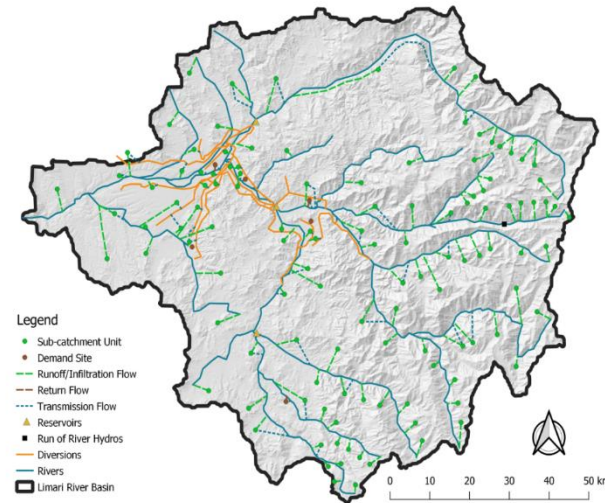 Legend
Sub-catchment Unit
Demand Site
Runoff/Infiltration Flow
Return Flow
Transmission Flow
Reservoirs
Run of River Hydros
Diversions
Rivers
Limari River Basin
0 10 20 30 40 50 km